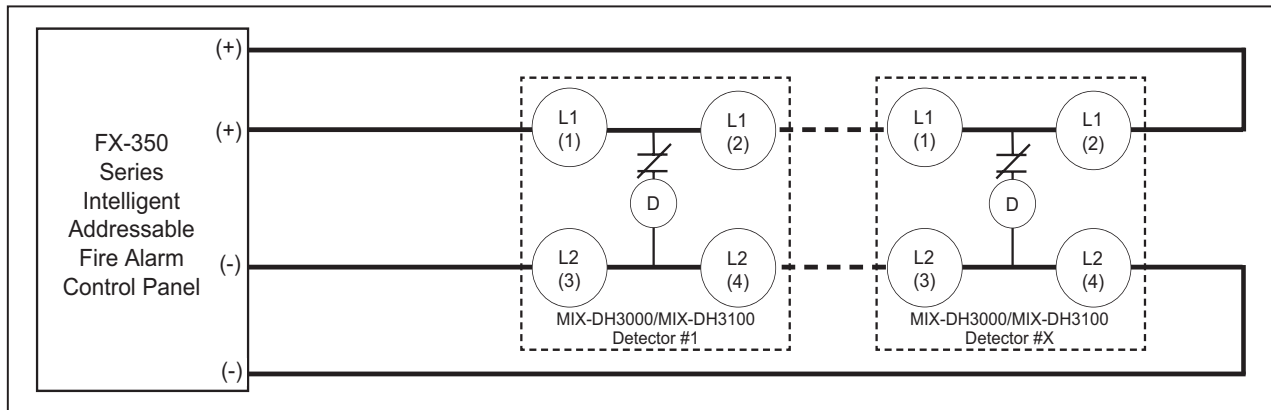 (+)
(+)
(-)
(-)
FX-350
Series
Intelligent
Addressable
Fire Alarm
Control Panel
L1
(1)
L1
(2)
D
L2
(3)
L2
(4)
MIX-DH3000/MIX-DH3100
Detector #1
L1
(1)
L1
(2)
D
L2
(3)
L2
(4)
MIX-DH3000/MIX-DH3100
Detector #X